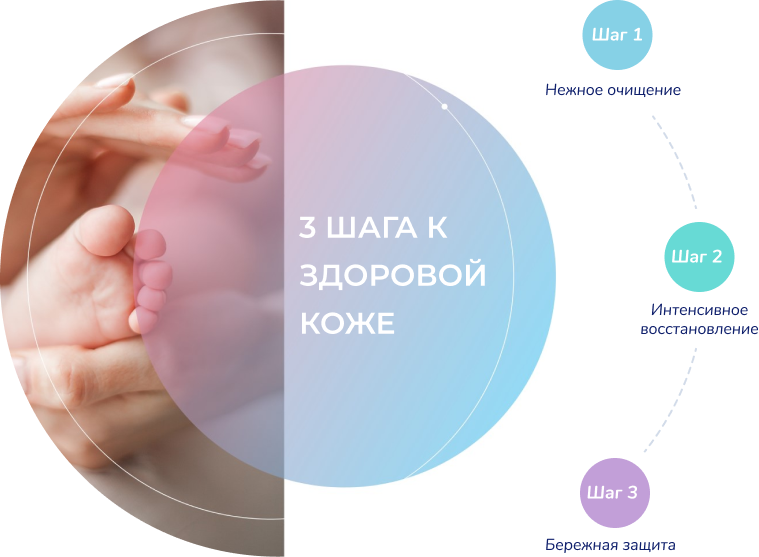 3 ШАГА К
ЗДОРОВОЙ
КОЖЕ
Шаг 1
Нежное очищение
Шаг 2
Интенсивное
восстановление
Шаг 3
Бережная защита